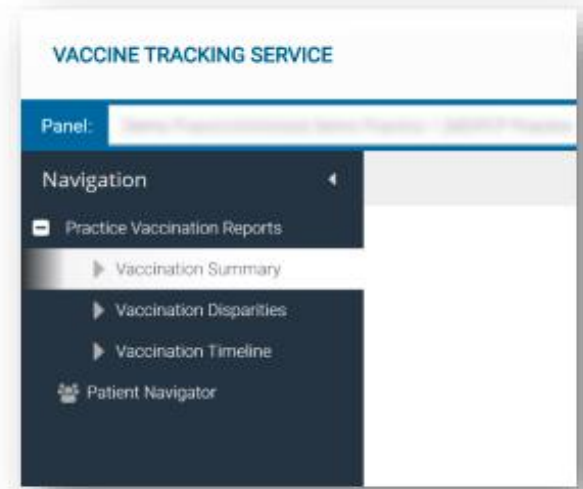 VACCINE TRACKING SERVICE
Panel:
Navigation
Practice Vaccination Reports
Vaccination Summary
Vaccination Disparities
Vaccination Timeline
Patient Navigator